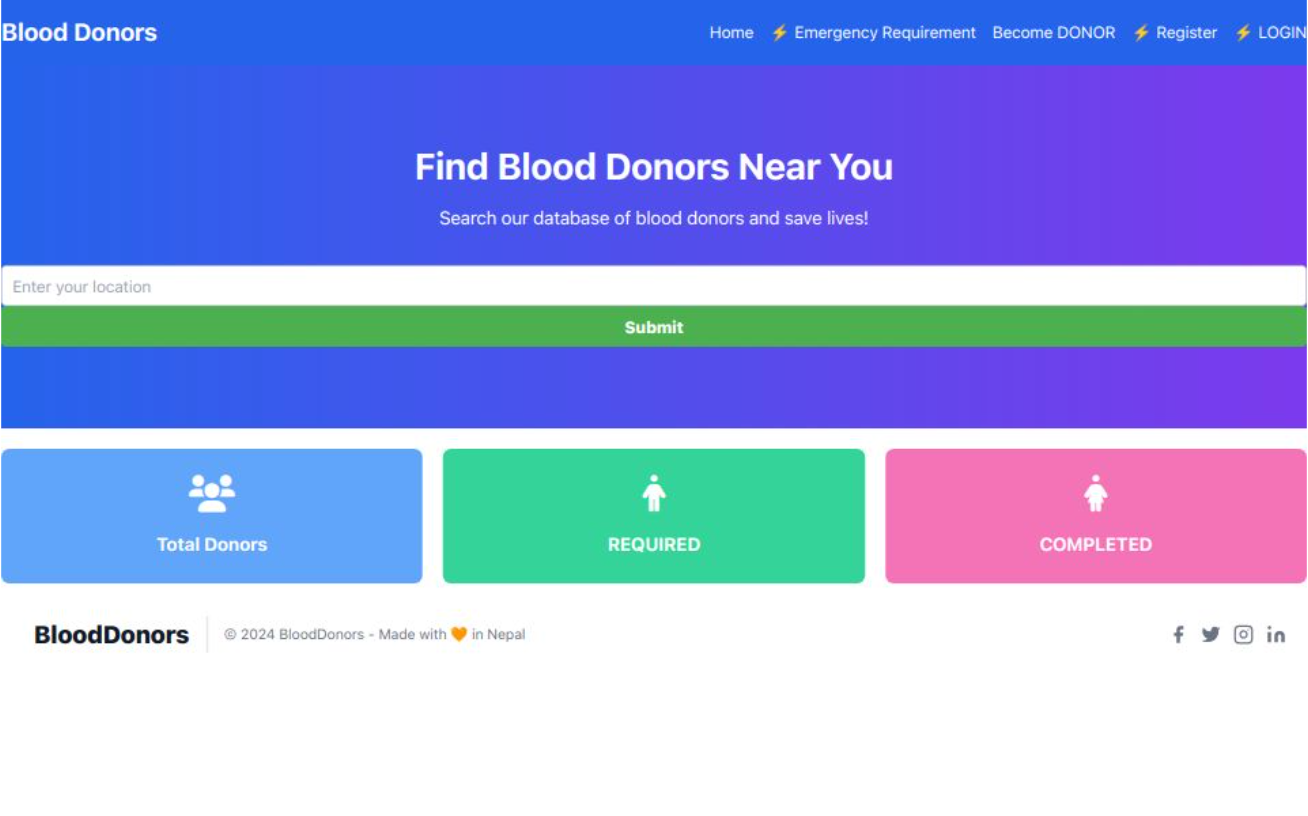 Blood Donors
Home ⚡ Emergency Requirement Become DONOR ⚡ Register ⚡ LOGIN
Find Blood Donors Near You
Search our database of blood donors and save lives!
Enter your location
Submit
Total Donors
REQUIRED
COMPLETED
BloodDonors
© 2024 BloodDonors - Made with 🧡 in Nepal